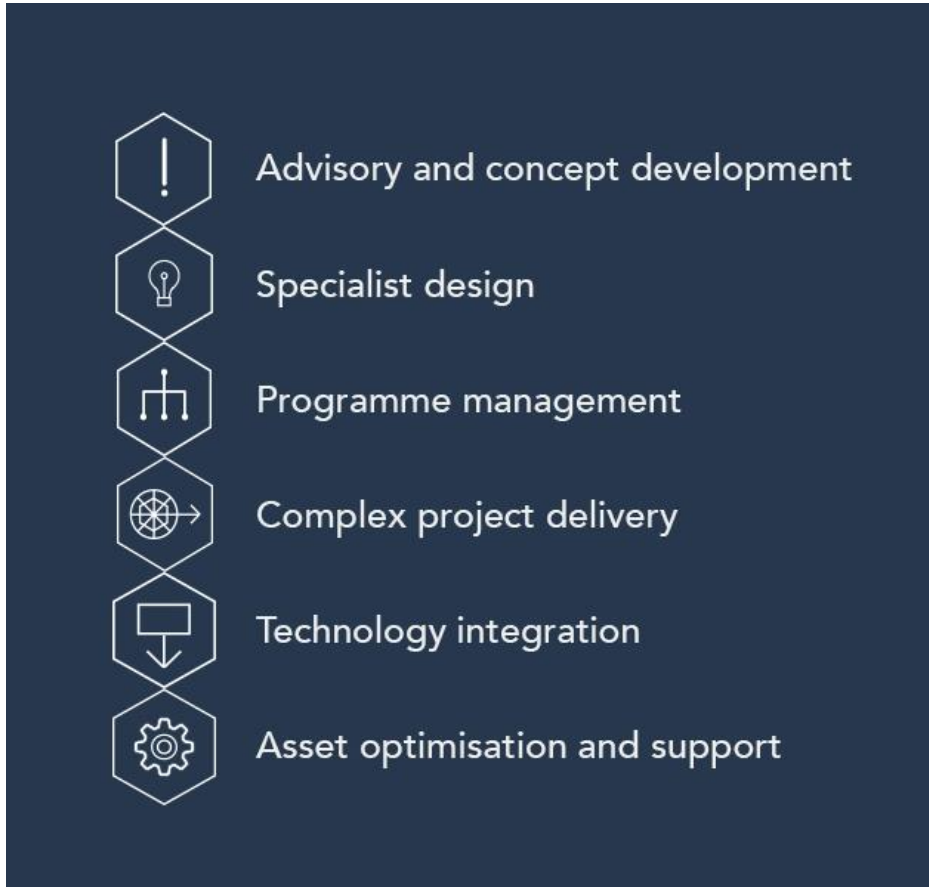 Advisory and concept development
Specialist design
Programme management
Complex project delivery
Technology integration
Asset optimisation and support